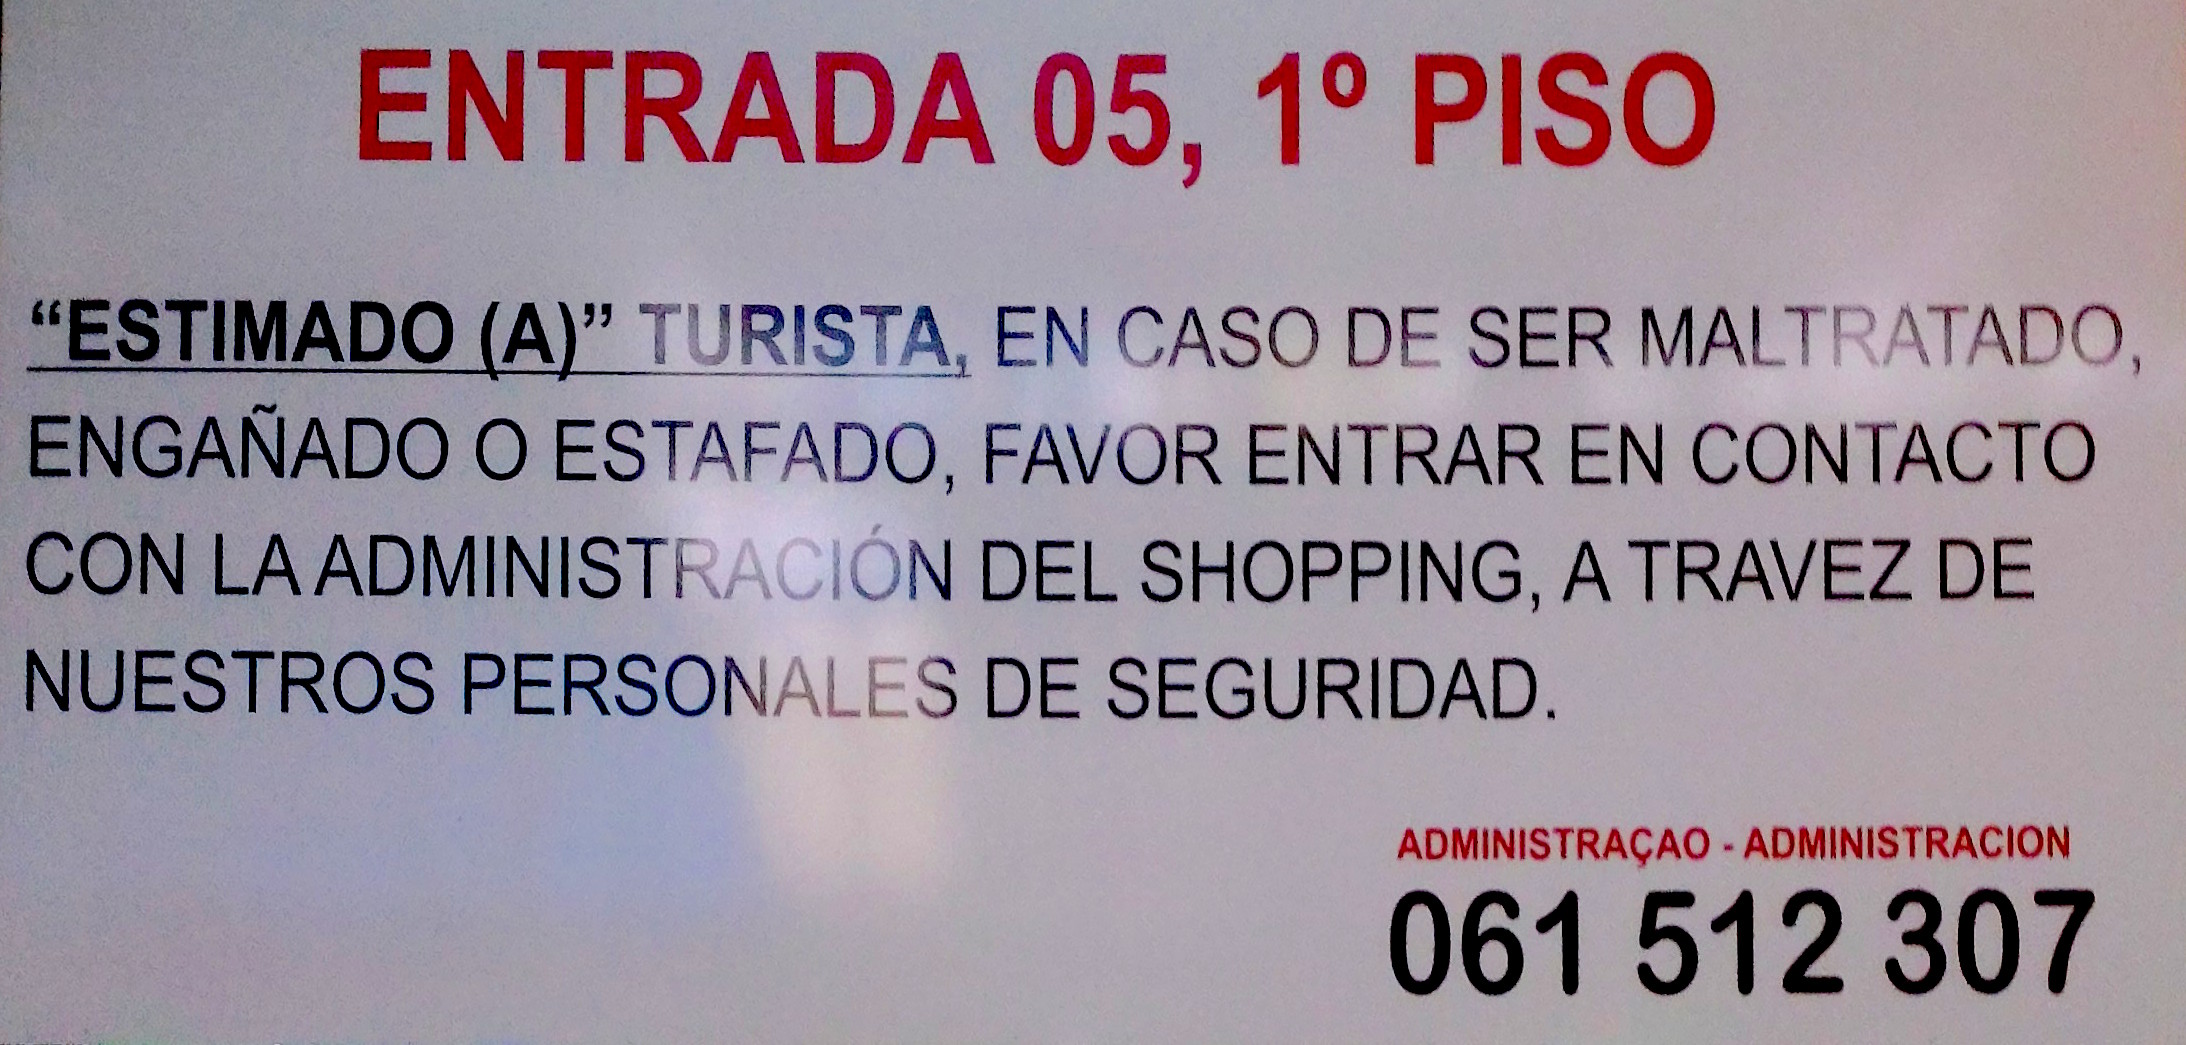 ENTRADA 05, 1º PISO
“ESTIMADO (A)” TURISTA, EN CASO DE SER MALTRATADO,
ENGAÑADO O ESTAFADO, FAVOR ENTRAR EN CONTACTO
CON LA ADMINISTRACIÓN DEL SHOPPING, A TRAVEZ DE
NUESTROS PERSONALES DE SEGURIDAD.
ADMINISTRAÇAO - ADMINISTRACION
061 512 307